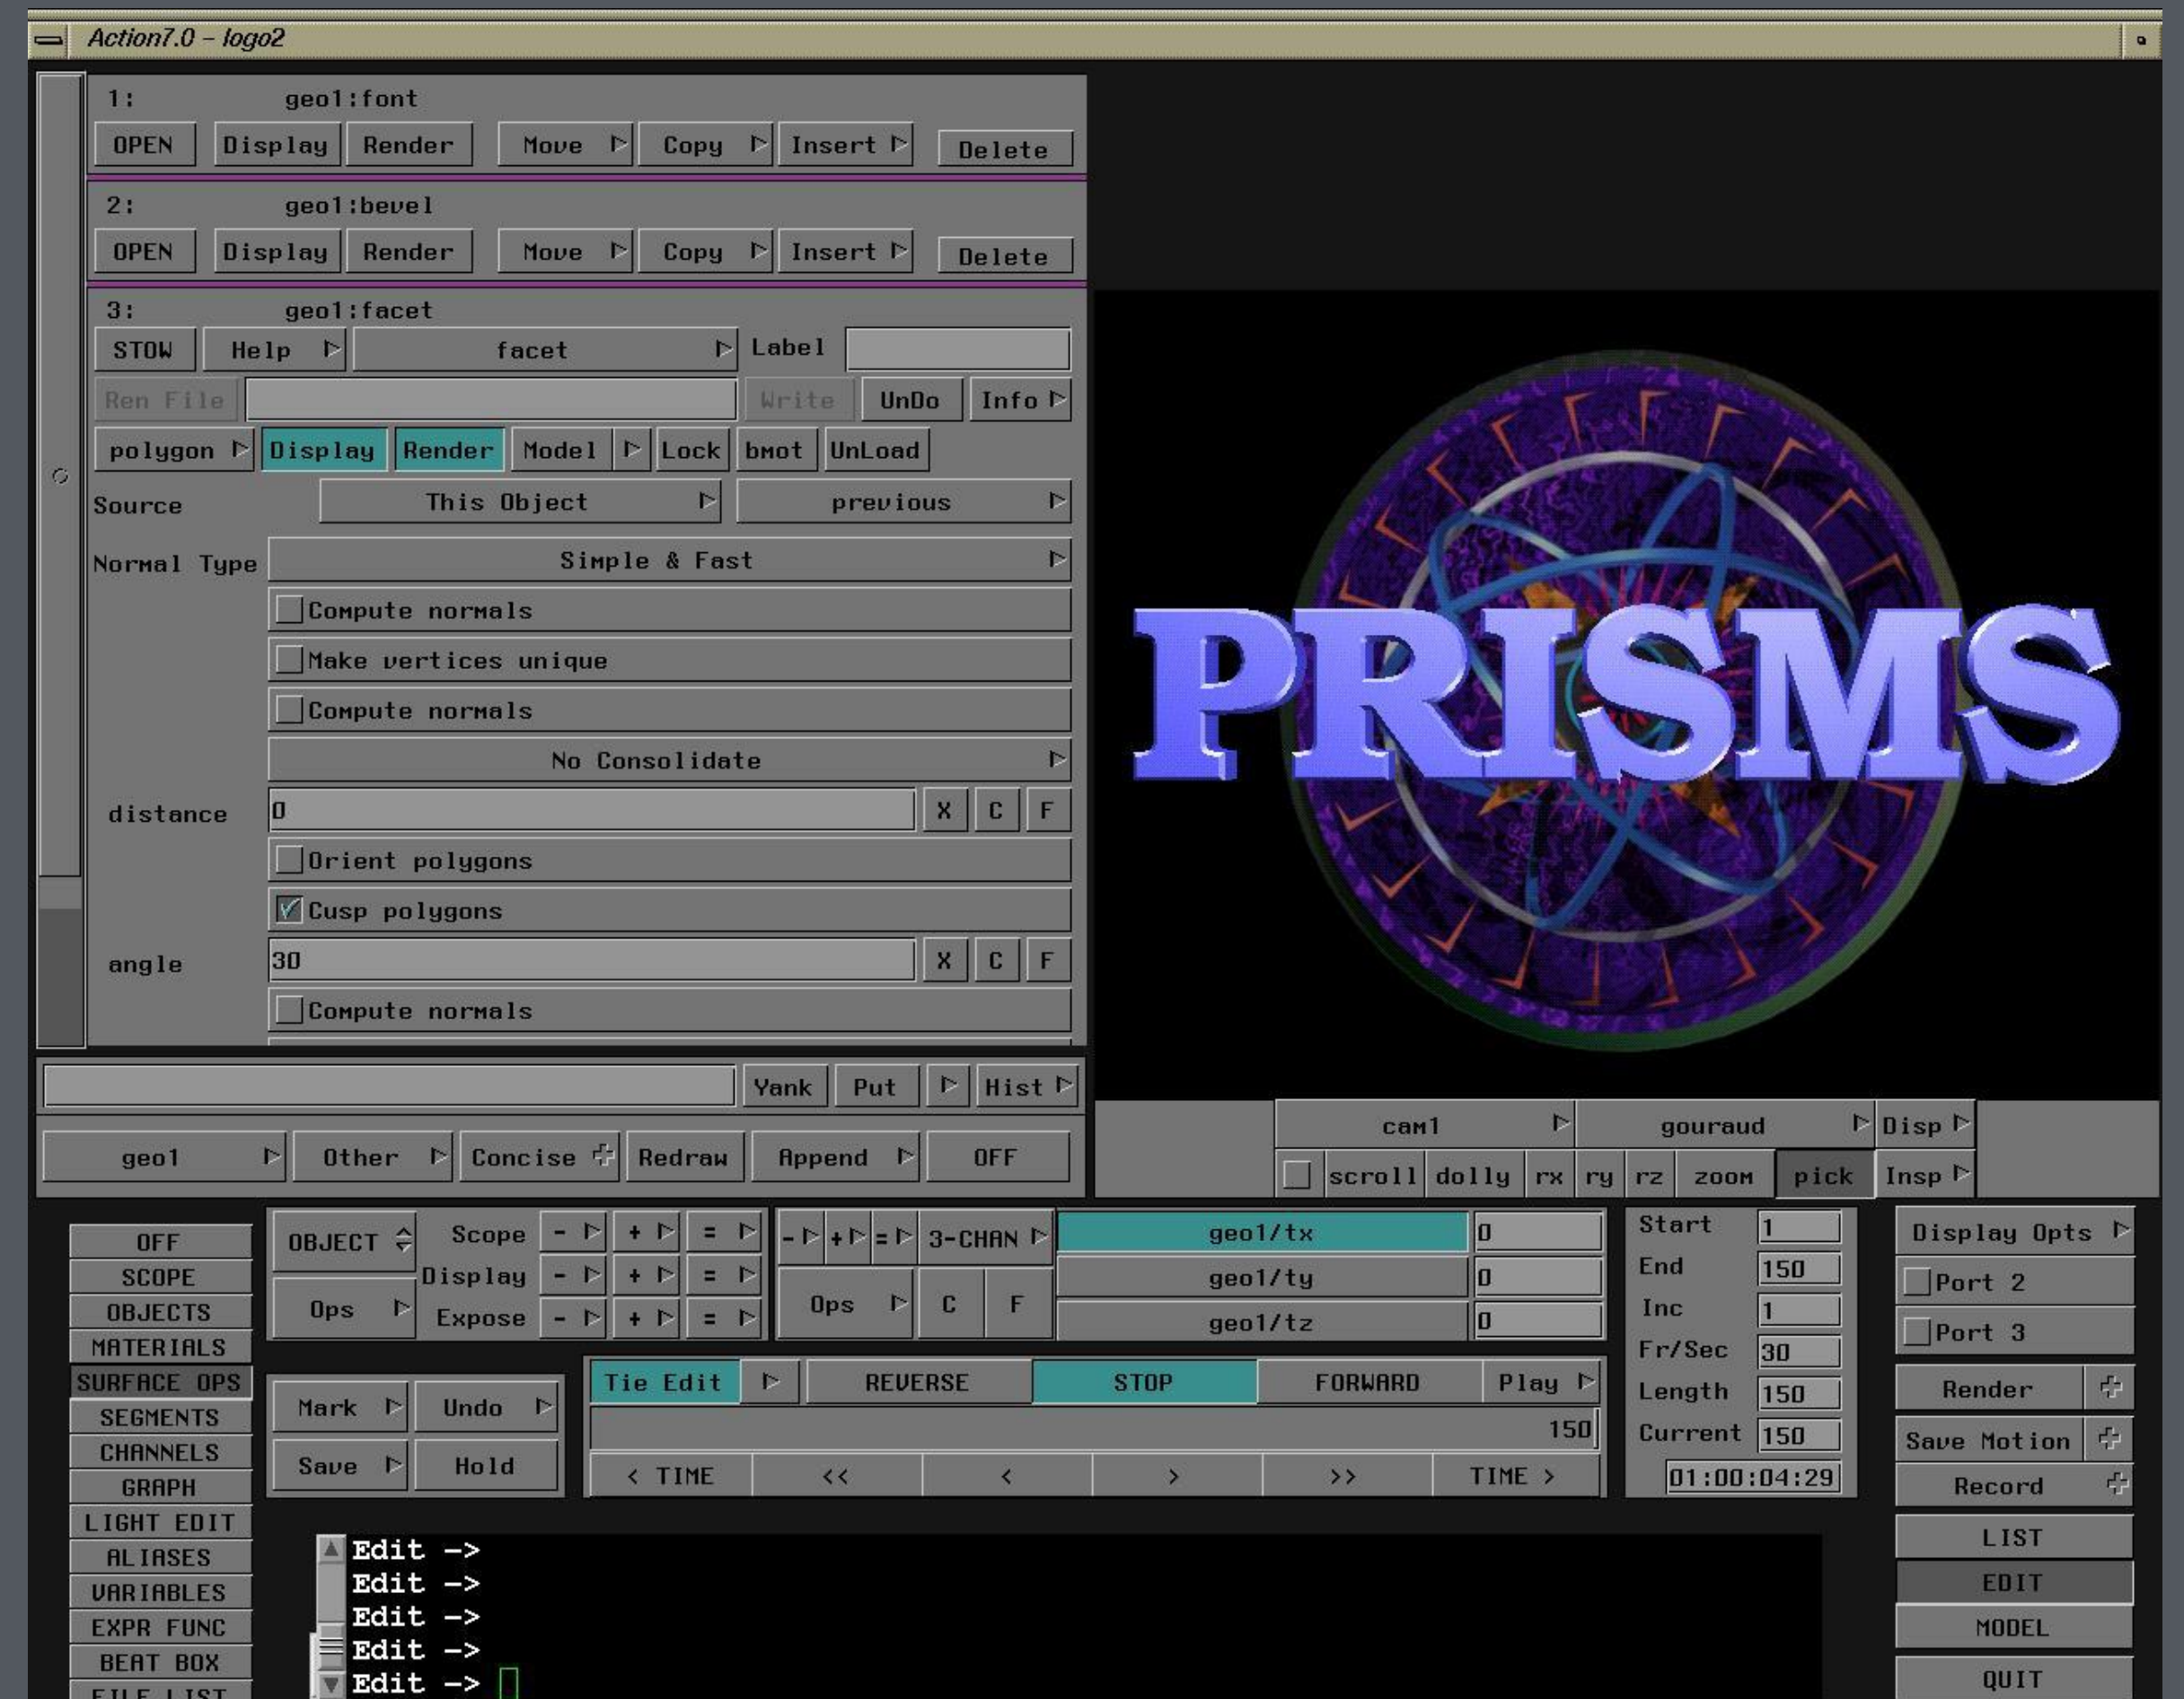 Action7.0 – logo2
1: geo1:font
OPEN Display Render Move Copy Insert Delete
2: geo1:bevel
OPEN Display Render Move Copy Insert Delete
3: geo1:facet
STOW Help facet Label
Ren File Write UnDo Info
polygon Display Render Model Lock bmot UnLoad
Source This Object previous
Normal Type Simple & Fast
Compute normals
Make vertices unique
Compute normals
No Consolidate
distance 0 X C F
Orient polygons
Cusp polygons
angle 30 X C F
Compute normals
PRISMS
Yank Put Hist
geo1 Other Concise Redraw Append OFF
cam1 gouraud Disp
scroll dolly rx ry rz zoom pick Insp
OFF
SCOPE
OBJECTS
MATERIALS
SURFACE OPS
SEGMENTS
CHANNELS
GRAPH
LIGHT EDIT
ALIASES
VARIABLES
EXPR FUNC
BEAT BOX
FILE LIST
OBJECT Scope - + =
Display - + =
Ops Expose - + =
- + = 3-CHAN
Ops C F
geo1/tx 0
geo1/ty 0
geo1/tz 0
Mark Undo
Save Hold
Tie Edit REVERSE STOP FORWARD Play
150
< TIME << < > >> TIME >
Start 1
End 150
Inc 1
Fr/Sec 30
Length 150
Current 150
01:00:04:29
Display Opts
Port 2
Port 3
Render
Save Motion
Record
LIST
EDIT
MODEL
QUIT
Edit ->
Edit ->
Edit ->
Edit ->
Edit ->